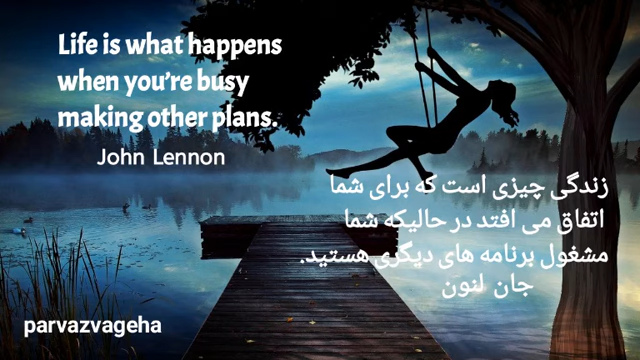 Life is what happens
when you're busy
making other plans.
John Lennon
زندگی چیزی است که برای شما
اتفاق می افتد در حالیکه شما
مشغول برنامه های دیگری هستید.
جان لنون
parvazvageha